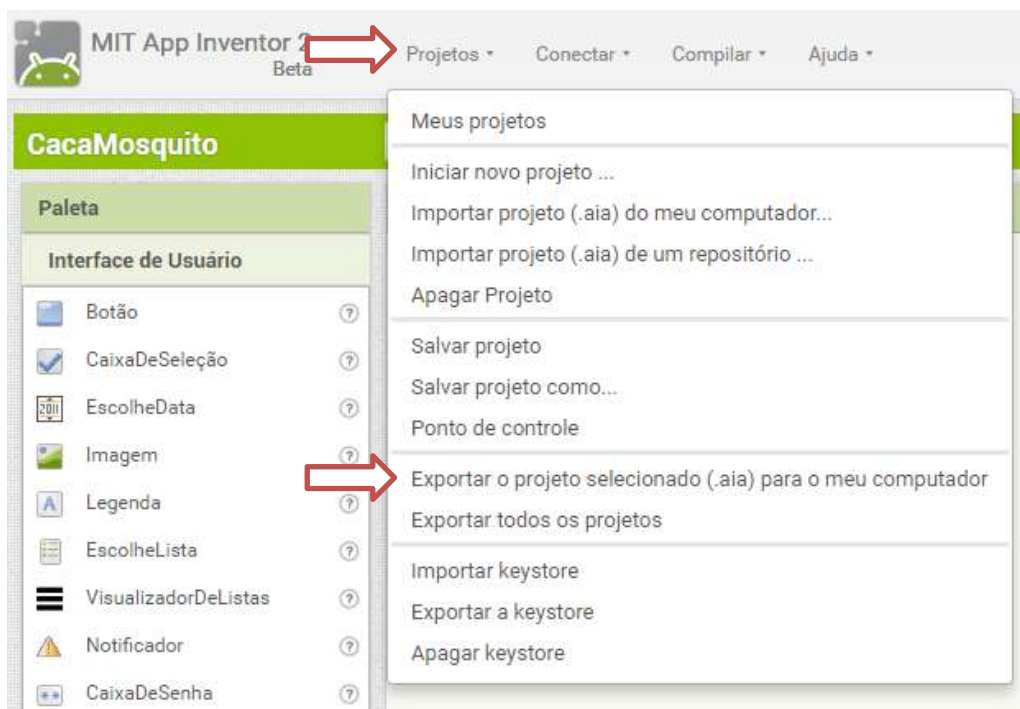 MIT App Inventor 2
Beta
Projetos
Conectar
Compilar
Ajuda
CacaMosquito
Paleta
Interface de Usuário
Botão
CaixaDeSeleção
2011
EscolheData
Imagem
Legenda
EscolheLista
VisualizadorDeListas
Notificador
CaixaDeSenha
Meus projetos
Iniciar novo projeto ...
Importar projeto (.aia) do meu computador...
Importar projeto (.aia) de um repositório ...
Apagar Projeto
Salvar projeto
Salvar projeto como...
Ponto de controle
Exportar o projeto selecionado (.aia) para o meu computador
Exportar todos os projetos
Importar keystore
Exportar a keystore
Apagar keystore